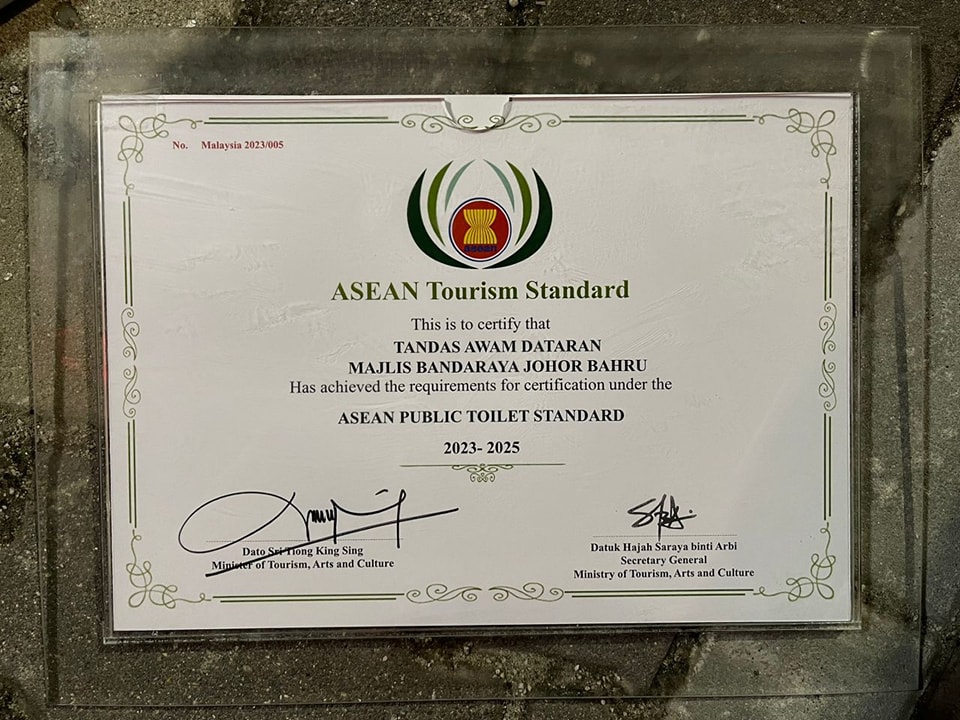 No. Malaysia 2023/005
asean
ASEAN Tourism Standard
This is to certify that
TANDAS AWAM DATARAN
MAJLIS BANDARAYA JOHOR BAHRU
Has achieved the requirements for certification under the
ASEAN PUBLIC TOILET STANDARD
2023- 2025
Dato Sri Tiong King Sing
Minister of Tourism, Arts and Culture
Datuk Hajah Saraya binti Arbi
Secretary General
Ministry of Tourism, Arts and Culture